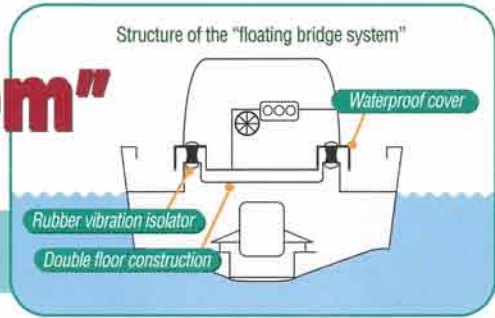 Structure of the “floating bridge system”
m”
Waterproof cover
Rubber vibration isolator
Double floor construction